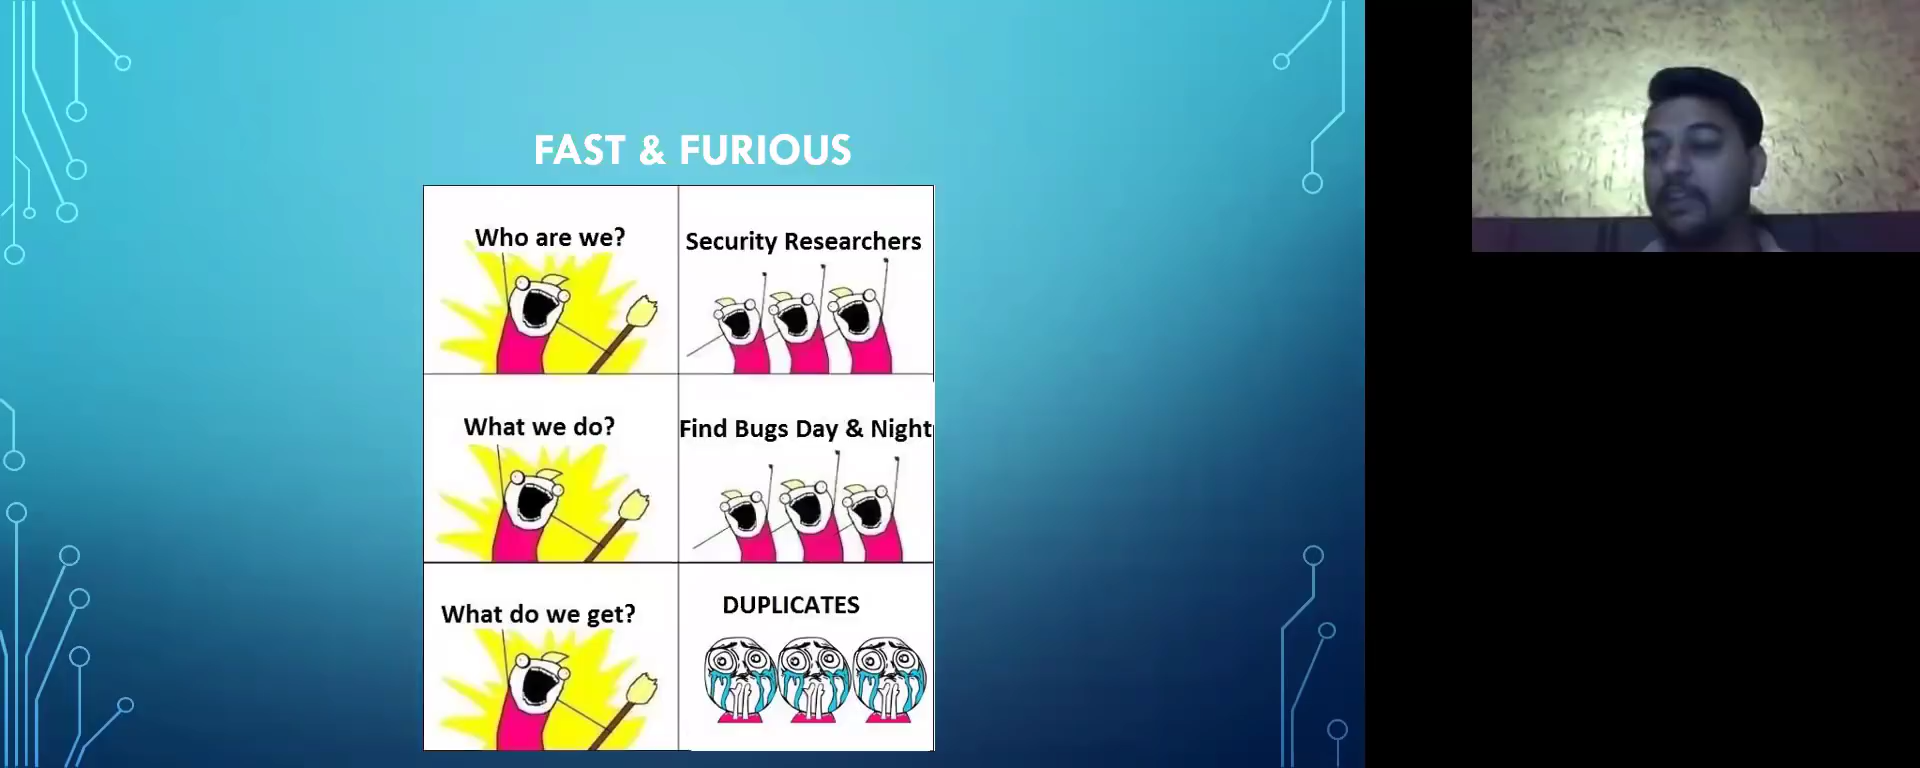 FAST & FURIOUS
Who are we?
Security Researchers
What we do?
Find Bugs Day & Night
What do we get?
DUPLICATES